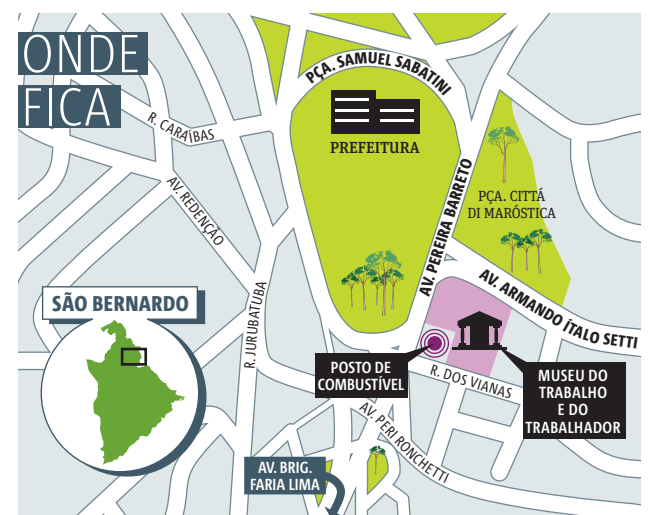 ONDE
FICA
PÇA. SAMUEL SABATINI
R. CARAÍBAS
PREFEITURA
AV. REDENÇÃO
AV. PEREIRA BARRETO
PÇA. CITTÁ
DI MARÓSTICA
AV. ARMANDO ÍTALO SETTI
SÃO BERNARDO
R. JURUBATUBA
POSTO DE
COMBUSTÍVEL
R. DOS VIANAS
MUSEU DO
TRABALHO
E DO
TRABALHADOR
AV. PERI RONCHETTI
AV. BRIG.
FARIA LIMA